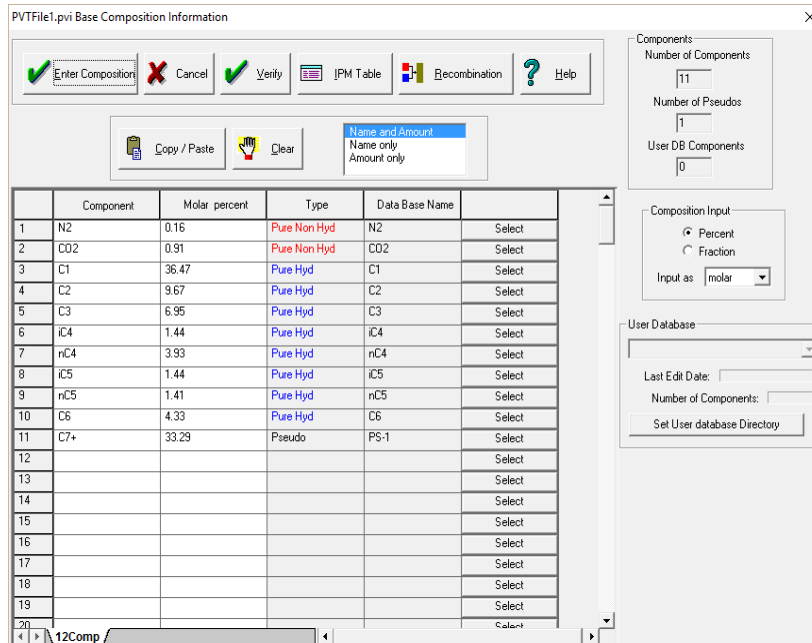 PVTFile1.pvi Base Composition Information
Enter Composition Cancel Verify IPM Table Recombination Help
Copy / Paste Clear
Name and Amount
Name only
Amount only
Component Molar percent Type Data Base Name
1 N2 0.16 Pure Non Hyd N2 Select
2 CO2 0.91 Pure Non Hyd CO2 Select
3 C1 36.47 Pure Hyd C1 Select
4 C2 9.67 Pure Hyd C2 Select
5 C3 6.95 Pure Hyd C3 Select
6 iC4 1.44 Pure Hyd iC4 Select
7 nC4 3.93 Pure Hyd nC4 Select
8 iC5 1.44 Pure Hyd iC5 Select
9 nC5 1.41 Pure Hyd nC5 Select
10 C6 4.33 Pure Hyd C6 Select
11 C7+ 33.29 Pseudo PS-1 Select
12 Select
13 Select
14 Select
15 Select
16 Select
17 Select
18 Select
19 Select
20 Select
12Comp
Components
Number of Components
11
Number of Pseudos
1
User DB Components
0
Composition Input
Percent
Fraction
Input as molar
User Database
Last Edit Date:
Number of Components:
Set User database Directory